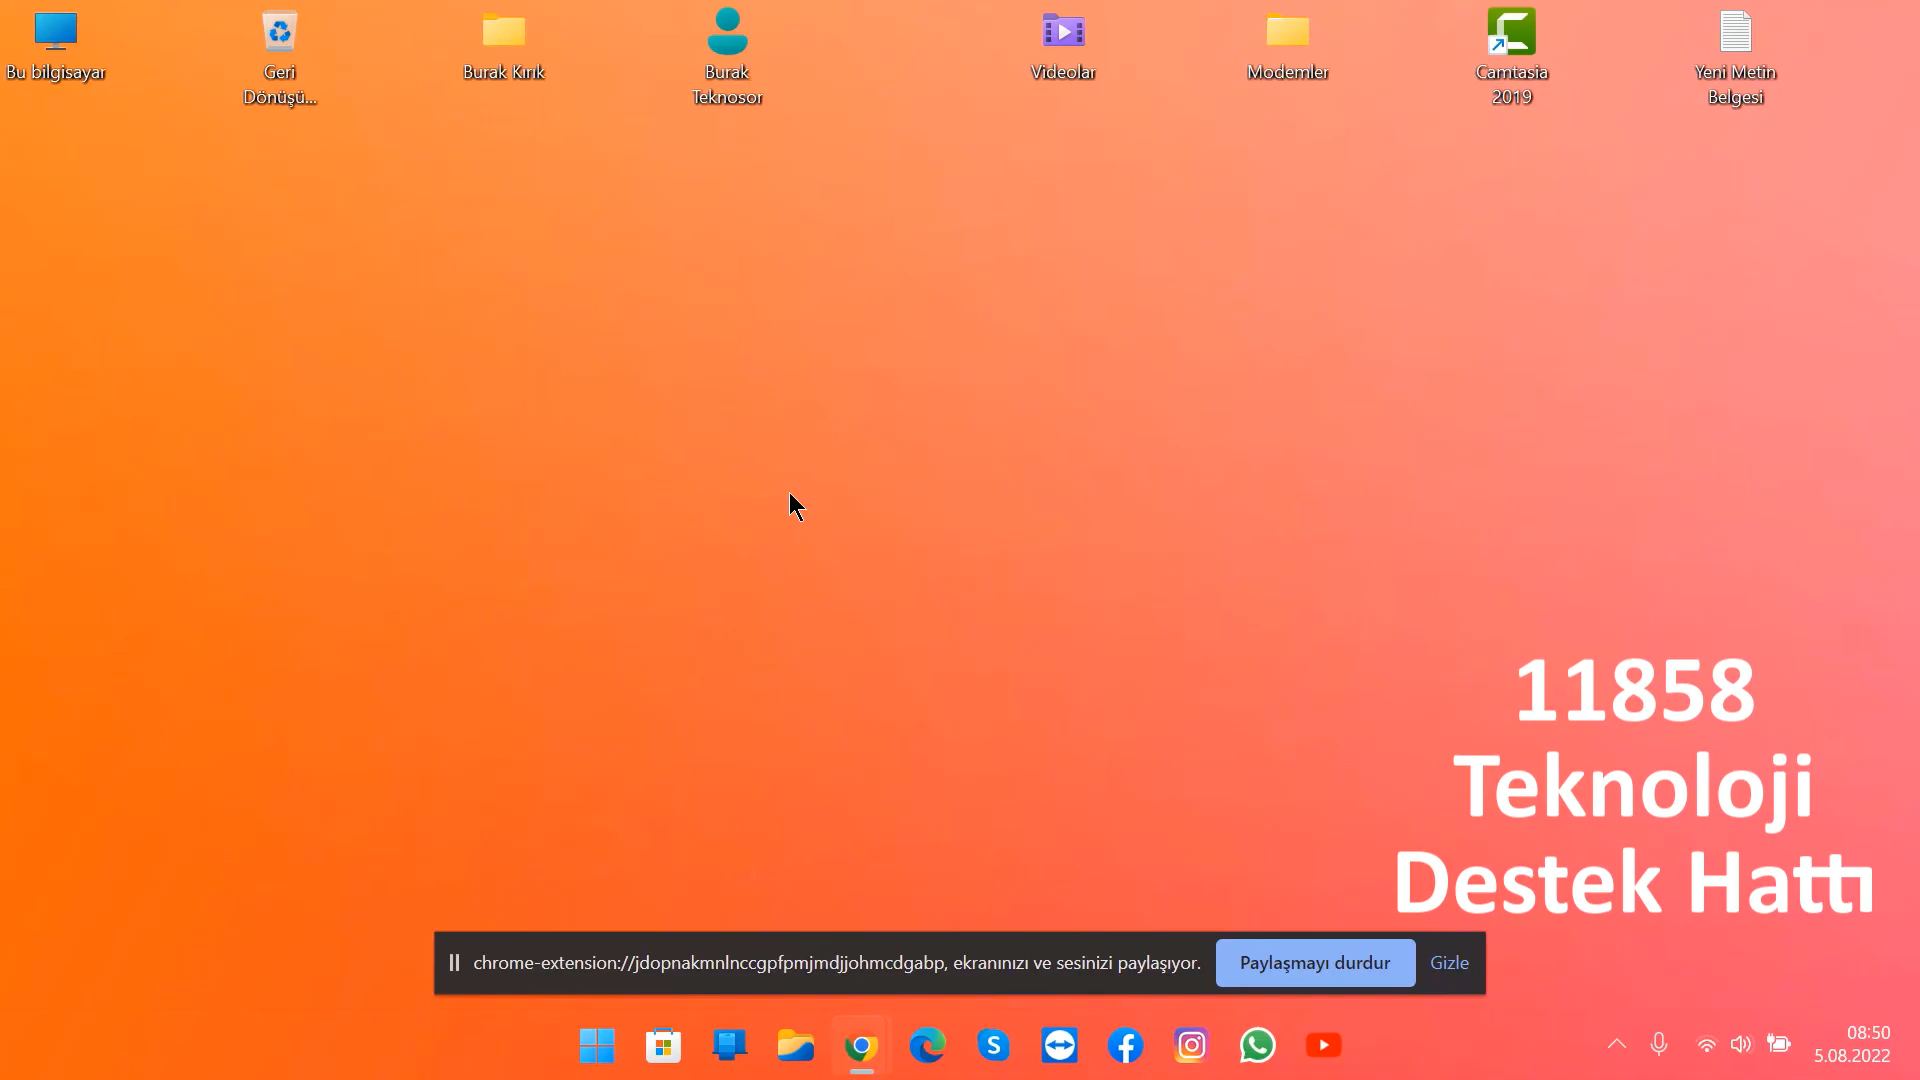 Bu bilgisayar
Geri
Dönüşü...
Burak Kırık
Burak
Teknosor
Videolar
Modemler
Camtasia
2019
Yeni Metin
Belgesi
11858
Teknoloji
Destek Hattı
chrome-extension://jdopnakmnlnccgpfpmjmdjjohmcdgabp, ekranınızı ve sesinizi paylaşıyor.
Paylaşmayı durdur
Gizle
08:50
5.08.2022